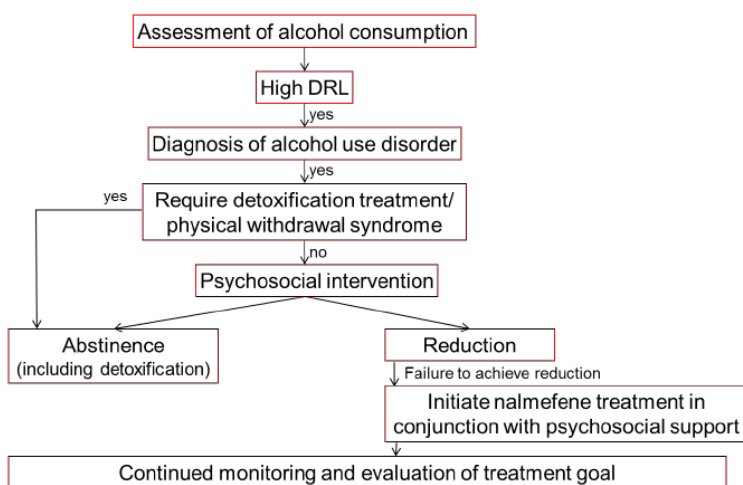 Assessment of alcohol consumption
High DRL
yes
Diagnosis of alcohol use disorder
yes
yes
Require detoxification treatment/
physical withdrawal syndrome
no
Psychosocial intervention
Abstinence
(including detoxification)
Reduction
Failure to achieve reduction
Initiate nalmefene treatment in
conjunction with psychosocial support
Continued monitoring and evaluation of treatment goal